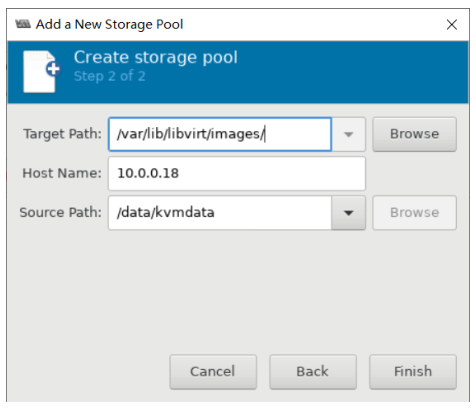 Add a New Storage Pool
Create storage pool
Step 2 of 2
Target Path: /var/lib/libvirt/images/ Browse
Host Name: 10.0.0.18
Source Path: /data/kvmdata Browse
Cancel Back Finish